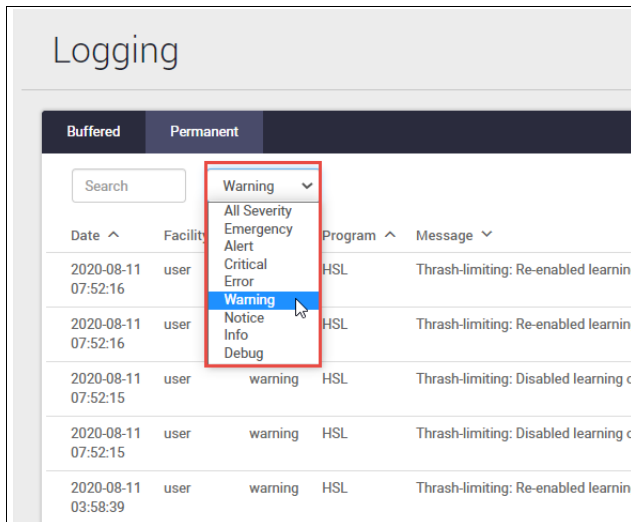 Logging
Buffered Permanent
Search Warning
All Severity
Emergency
Alert
Critical
Error
Warning
Notice
Info
Debug
Date Facility Program Message
2020-08-11 user HSL Thrash-limiting: Re-enabled learning
07:52:16
2020-08-11 user HSL Thrash-limiting: Re-enabled learning
07:52:16
2020-08-11 user warning HSL Thrash-limiting: Disabled learning
07:52:15
2020-08-11 user warning HSL Thrash-limiting: Disabled learning
07:52:15
2020-08-11 user warning HSL Thrash-limiting: Re-enabled learning
03:58:39